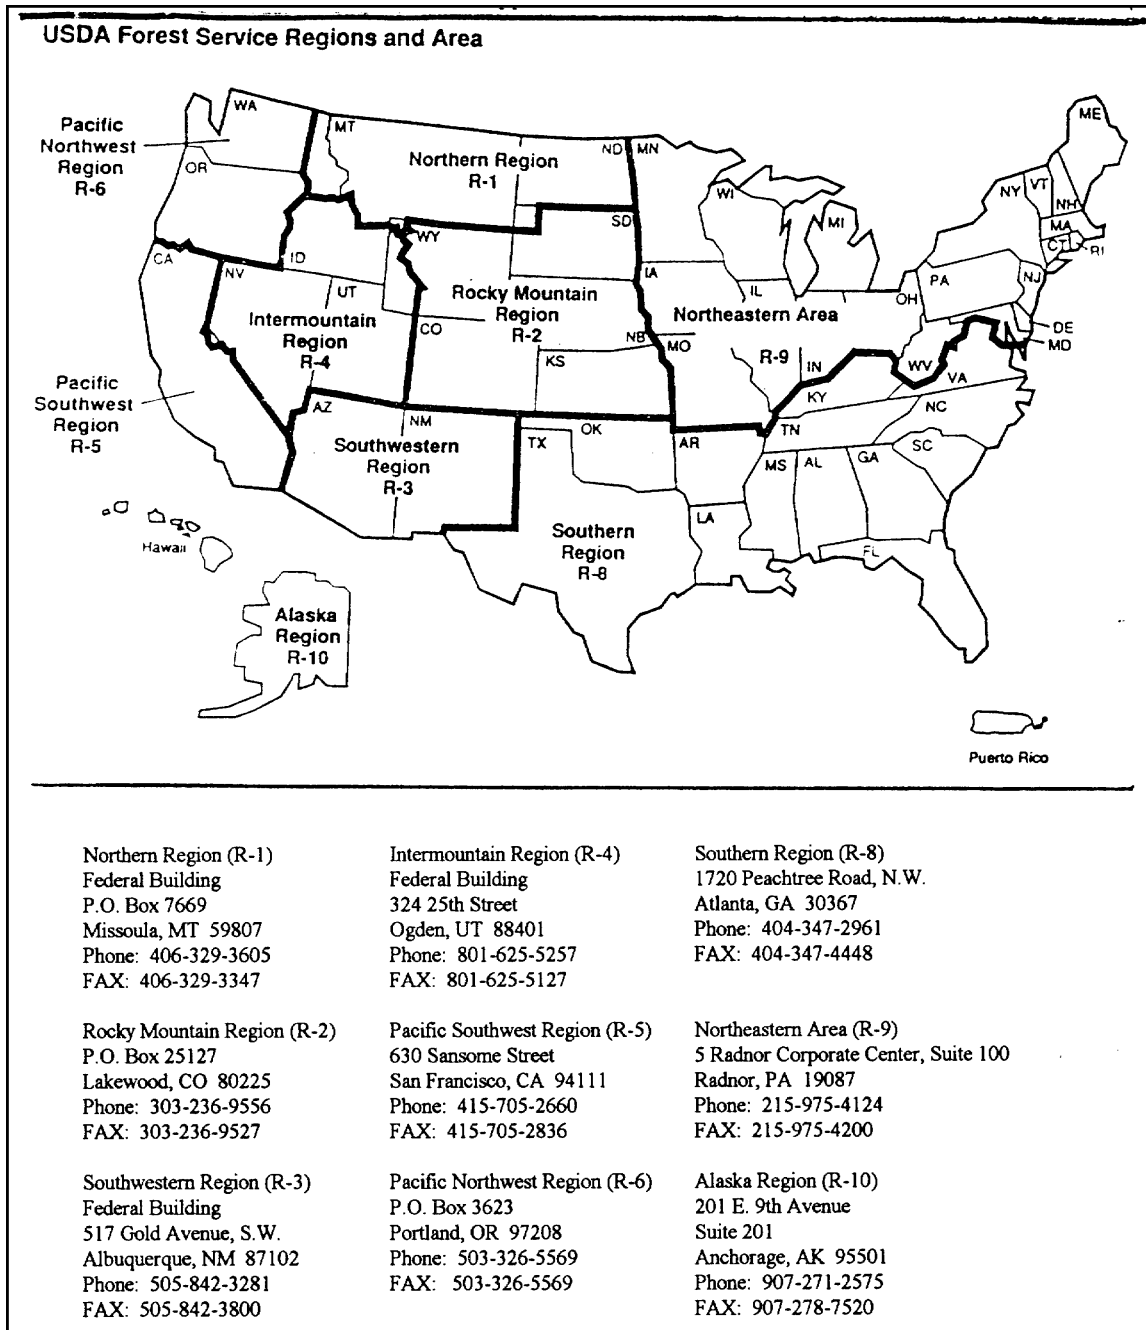 USDA Forest Service Regions and Area
WA
MT
ME
Pacific
Northwest
Region
R-6
OR
Northern Region
R-1
ND
MN
WI
MI
NY
VT
NH
MA
CT
RI
SD
WY
CA
NV
ID
UT
IA
IL
PA
NJ
OH
Rocky Mountain
Region
R-2
Northeastern Area
R-9
Intermountain
Region
R-4
CO
NB
MO
KS
IN
WV
VA
DE
MD
KY
Pacific
Southwest
Region
R-5
AZ
NM
OK
TX
AR
TN
NC
SC
MS
AL
GA
Southwestern
Region
R-3
LA
FL
Southern
Region
R-8
Hawaii
Alaska
Region
R-10
Puerto Rico
Northern Region (R-1)
Federal Building
P.O. Box 7669
Missoula, MT 59807
Phone: 406-329-3605
FAX: 406-329-3347
Intermountain Region (R-4)
Federal Building
324 25th Street
Ogden, UT 88401
Phone: 801-625-5257
FAX: 801-625-5127
Southern Region (R-8)
1720 Peachtree Road, N.W.
Atlanta, GA 30367
Phone: 404-347-2961
FAX: 404-347-4448
Rocky Mountain Region (R-2)
P.O. Box 25127
Lakewood, CO 80225
Phone: 303-236-9556
FAX: 303-236-9527
Pacific Southwest Region (R-5)
630 Sansome Street
San Francisco, CA 94111
Phone: 415-705-2660
FAX: 415-705-2836
Northeastern Area (R-9)
5 Radnor Corporate Center, Suite 100
Radnor, PA 19087
Phone: 215-975-4124
FAX: 215-975-4200
Southwestern Region (R-3)
Federal Building
517 Gold Avenue, S.W.
Albuquerque, NM 87102
Phone: 505-842-3281
FAX: 505-842-3800
Pacific Northwest Region (R-6)
P.O. Box 3623
Portland, OR 97208
Phone: 503-326-5569
FAX: 503-326-5569
Alaska Region (R-10)
201 E. 9th Avenue
Suite 201
Anchorage, AK 95501
Phone: 907-271-2575
FAX: 907-278-7520